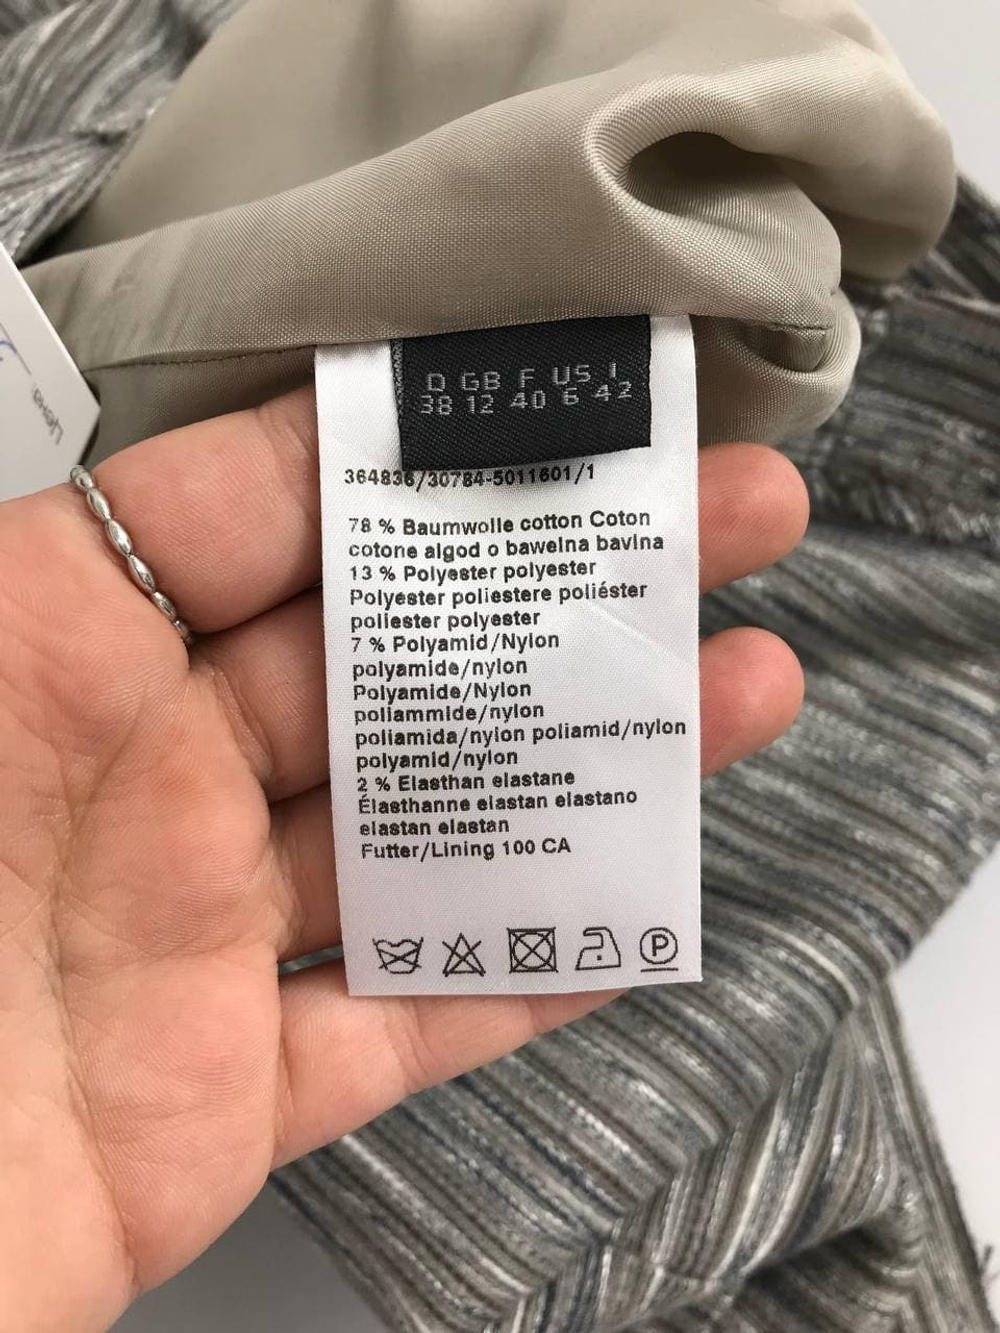 D GB F US I
38 12 40 6 42
364836/30784-5011601/1
78 % Baumwolle cotton Coton
cotone algod o bawelna bavlna
13 % Polyester polyester
Polyester poliestere poliéster
poliester polyester
7 % Polyamid/Nylon
polyamide/nylon
Polyamide/Nylon
poliammide/nylon
poliamida/nylon poliamid/nylon
polyamid/nylon
2 % Elasthan elastane
Élasthanne elastan elastano
elastan elastan
Futter/Lining 100 CA
P